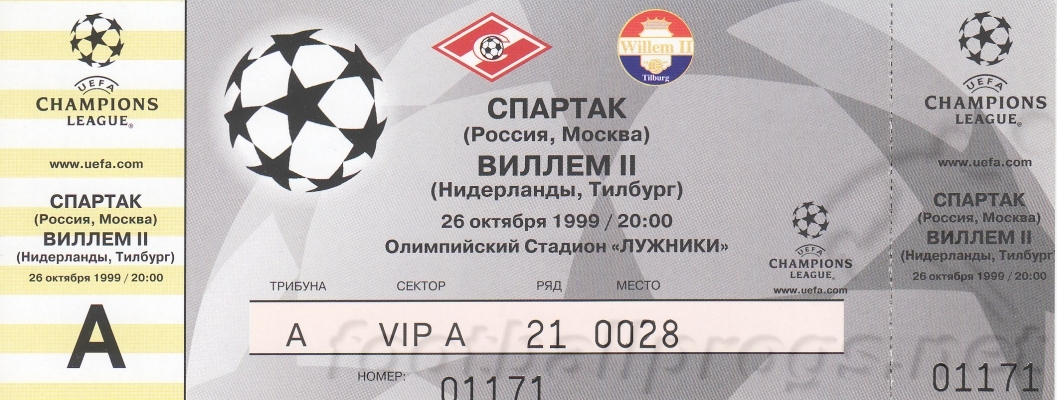 UEFA
CHAMPIONS
LEAGUE®
www.uefa.com
СПАРТАК
(Россия, Москва)
ВИЛЛЕМ II
(Нидерланды, Тилбург)
26 октября 1999 / 20:00
A
Willem II
Tilburg
СПАРТАК
(Россия, Москва)
ВИЛЛЕМ II
(Нидерланды, Тилбург)
26 октября 1999 / 20:00
Олимпийский Стадион «ЛУЖНИКИ»
UEFA
CHAMPIONS
LEAGUE®
www.uefa.com
ТРИБУНА СЕКТОР РЯД МЕСТО
A VIP A 21 0028
НОМЕР: 01171
footballprogs.net
UEFA
CHAMPIONS
LEAGUE®
www.uefa.com
СПАРТАК
(Россия, Москва)
ВИЛЛЕМ II
(Нидерланды, Тилбург)
26 октября 1999 / 20:00
01171